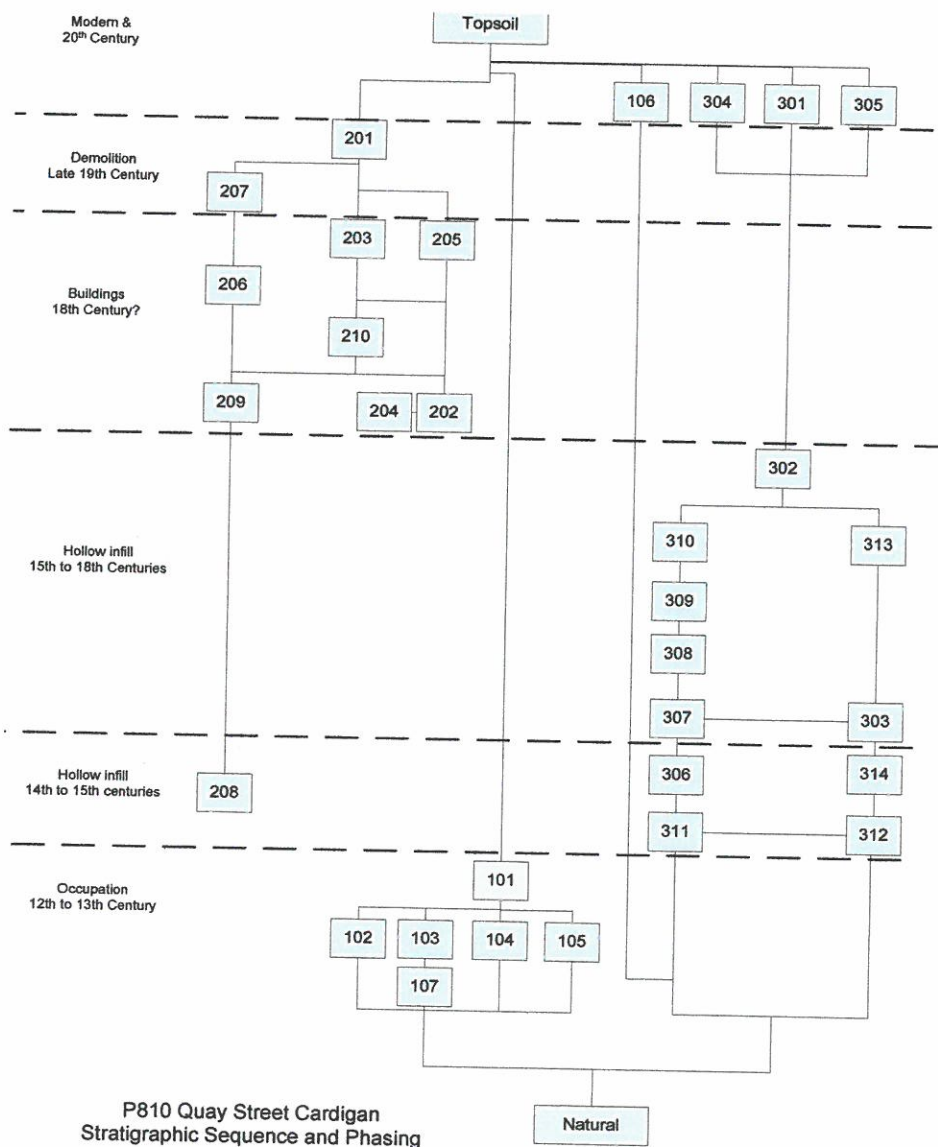 Modern &
20th Century
Topsoil
106
304
301
305
201
Demolition
Late 19th Century
207
203
205
206
Buildings
18th Century?
210
209
204
202
302
310
313
Hollow infill
15th to 18th Centuries
309
308
307
303
Hollow infill
14th to 15th centuries
208
306
314
311
312
101
Occupation
12th to 13th Century
102
103
104
105
107
P810 Quay Street Cardigan
Stratigraphic Sequence and Phasing
Natural